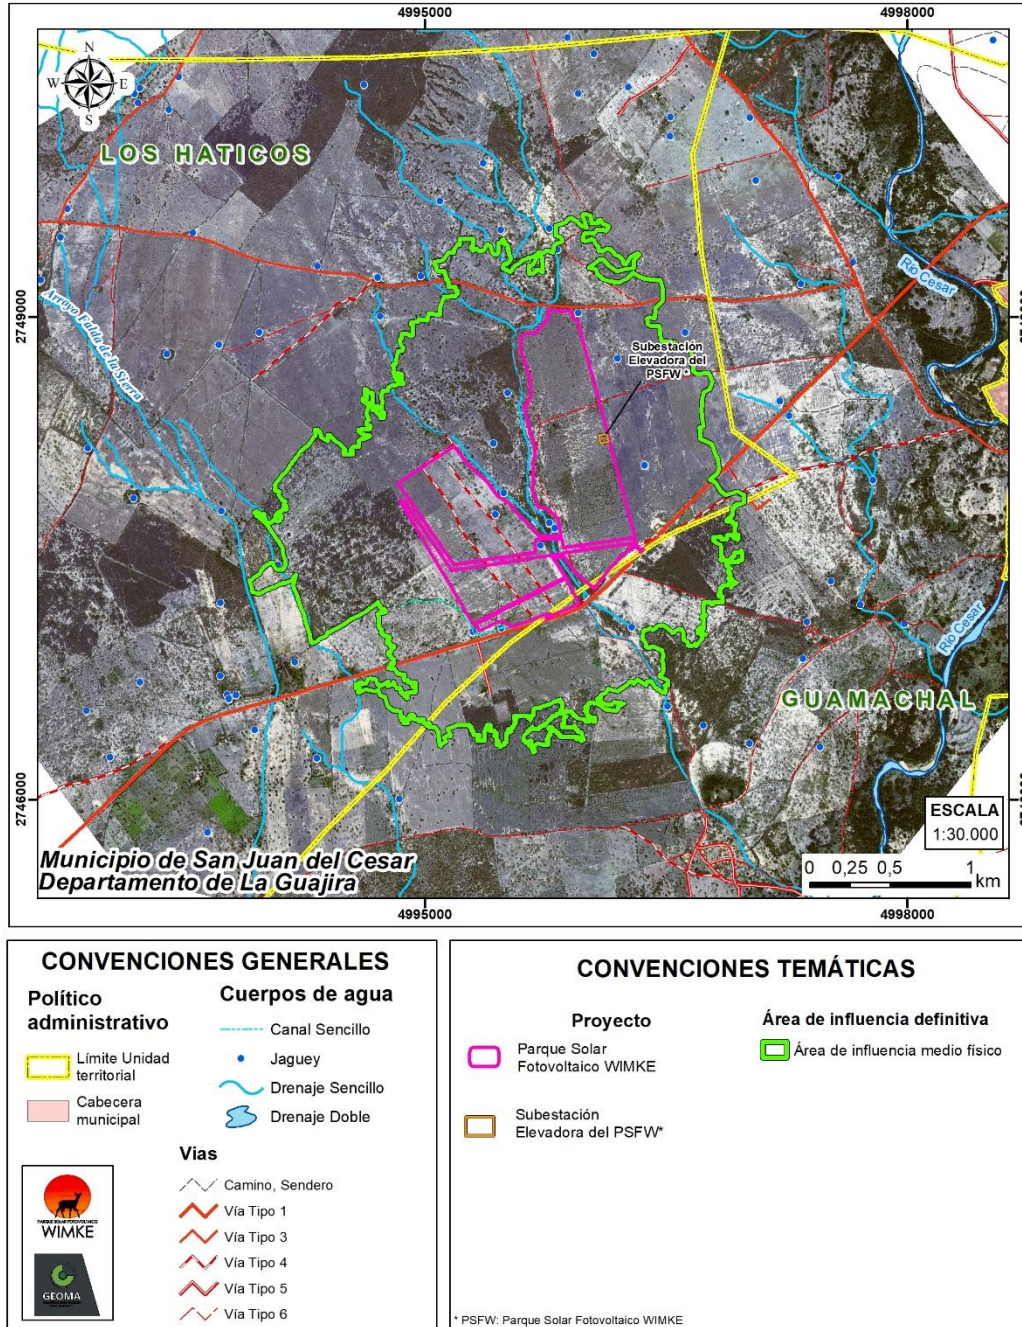 4995000
4998000
N
W
E
S
LOS HATICOS
Río Cesar
2749000
Arroyo Falda de la Sierra
Subestación
Elevadora del
PSFW *
Río Cesar
GUAMACHAL
2746000
ESCALA
1:30.000
Municipio de San Juan del Cesar
Departamento de La Guajira
0 0,25 0,5 1
km
4995000
4998000
CONVENCIONES GENERALES
Político
administrativo
Límite Unidad
territorial
Cabecera
municipal
Cuerpos de agua
Canal Sencillo
Jaguey
Drenaje Sencillo
Drenaje Doble
Vias
Camino, Sendero
Vía Tipo 1
Vía Tipo 3
Vía Tipo 4
Vía Tipo 5
Vía Tipo 6
PARQUE SOLAR FOTOVOLTAICO
WIMKE
GEOMA
CONVENCIONES TEMÁTICAS
Proyecto
Parque Solar
Fotovoltaico WIMKE
Subestación
Elevadora del PSFW*
Área de influencia definitiva
Área de influencia medio físico
* PSFW: Parque Solar Fotovoltaico WIMKE